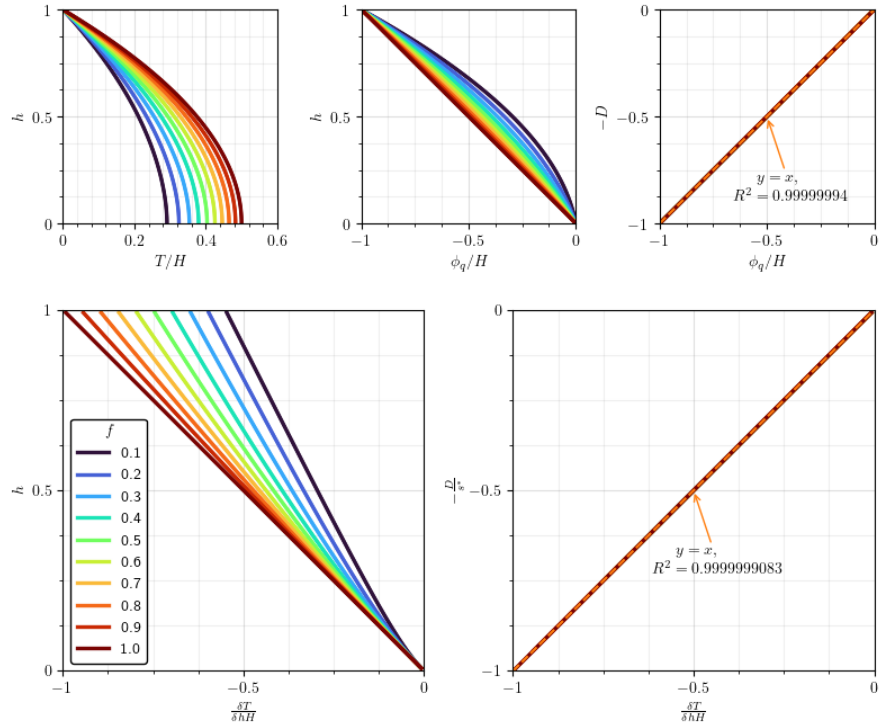 1
0.5
0
h
0
0.2
0.4
0.6
T/H
1
0.5
0
h
−1
−0.5
0
ϕ_q/H
0
−0.5
−1
−D
y = x,
R² = 0.99999994
−1
−0.5
0
ϕ_q/H
1
0.5
0
h
f
0.1
0.2
0.3
0.4
0.5
0.6
0.7
0.8
0.9
1.0
−1
−0.5
0
δT/δhH
0
−0.5
−1
−D/s*
y = x,
R² = 0.9999999083
−1
−0.5
0
δT/δhH